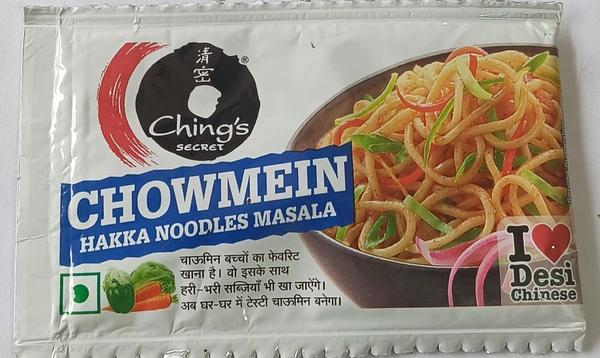 清
密
Ching's
SECRET
®
CHOWMEIN
HAKKA NOODLES MASALA
चाऊमिन बच्चों का फेवरिट
खाना है। वो इसके साथ
हरी-भरी सब्ज़ियाँ भी खा जाऐंगे।
अब घर-घर में टेस्टी चाऊमिन बनेगा।
I
Desi
Chinese